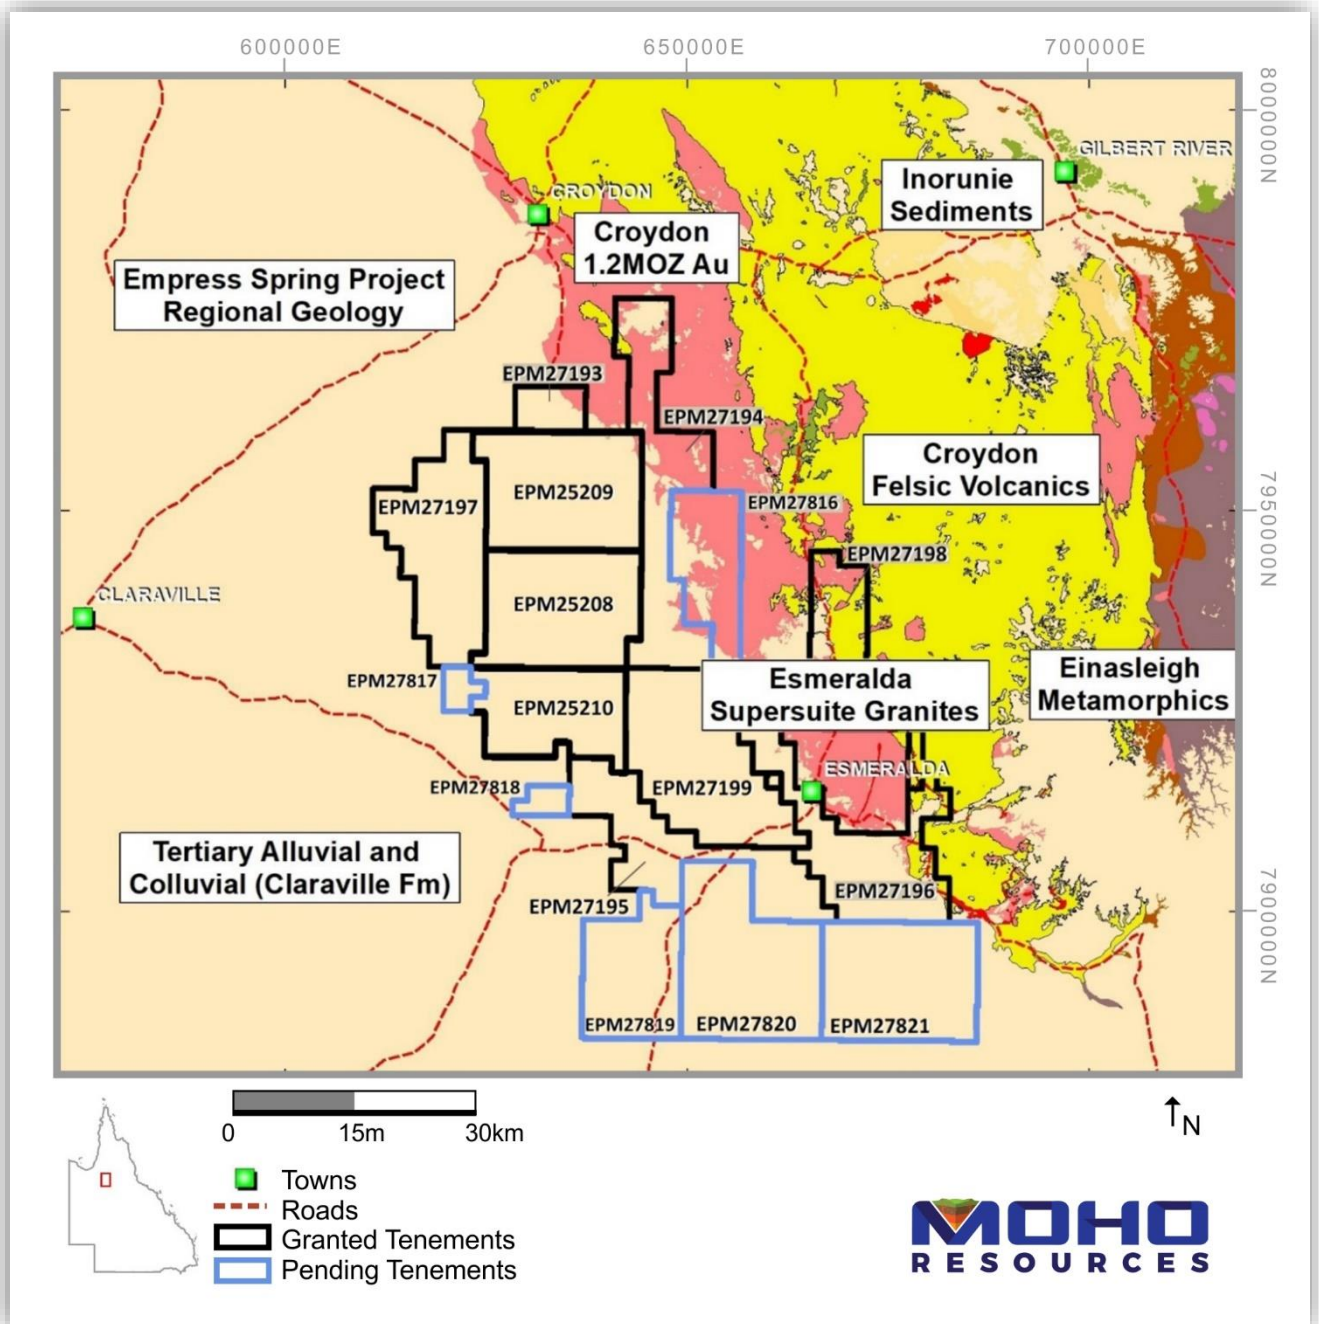 600000E
650000E
700000E
8000000N
GILBERT RIVER
Inorunie
Sediments
CROYDON
Croydon
1.2MOZ Au
Empress Spring Project
Regional Geology
EPM27193
EPM27194
Croydon
Felsic Volcanics
EPM25209
EPM27197
EPM27816
7950000N
EPM27198
CLARAVILLE
EPM25208
Einasleigh
Metamorphics
Esmeralda
Supersuite Granites
EPM27817
EPM25210
ESMERALDA
EPM27818
EPM27199
Tertiary Alluvial and
Colluvial (Claraville Fm)
EPM27196
EPM27195
7900000N
EPM27819
EPM27820
EPM27821
0
15m
30km
N
Towns
Roads
Granted Tenements
Pending Tenements
MOHO
RESOURCES